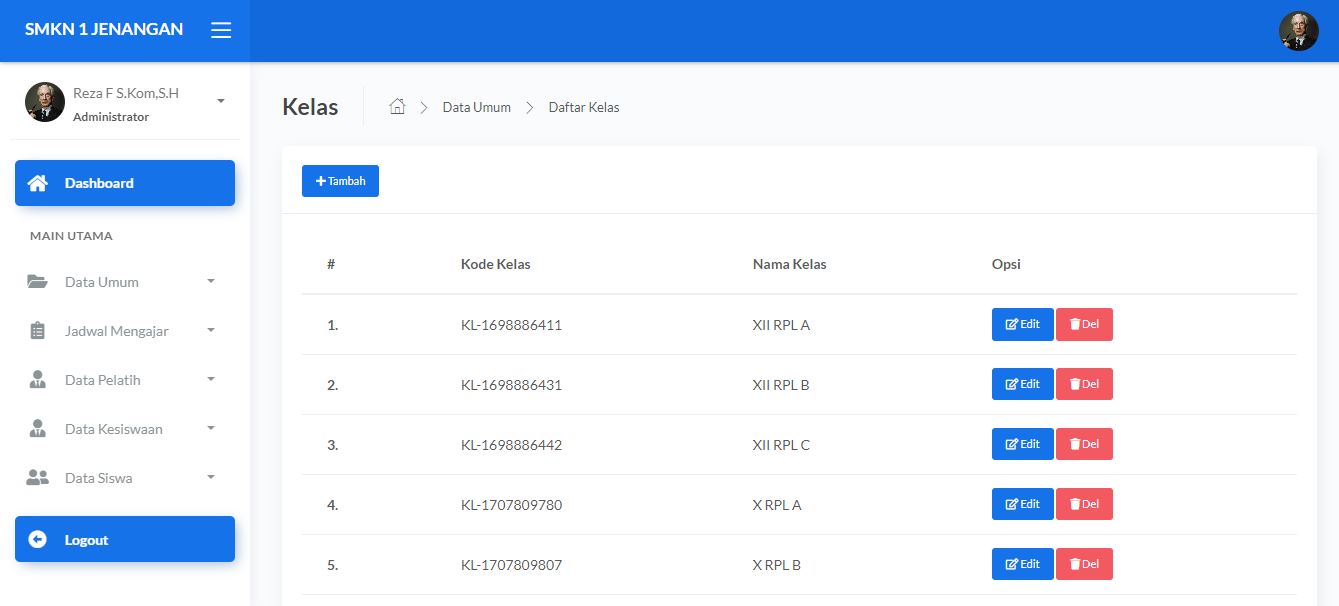 SMKN 1 JENANGAN
Reza F S.Kom,S.H
Administrator
Dashboard
MAIN UTAMA
Data Umum
Jadwal Mengajar
Data Pelatih
Data Kesiswaan
Data Siswa
Logout
Kelas
Data Umum
Daftar Kelas
Tambah
# Kode Kelas Nama Kelas Opsi
1. KL-1698886411 XII RPL A Edit Del
2. KL-1698886431 XII RPL B Edit Del
3. KL-1698886442 XII RPL C Edit Del
4. KL-1707809780 X RPL A Edit Del
5. KL-1707809807 X RPL B Edit Del